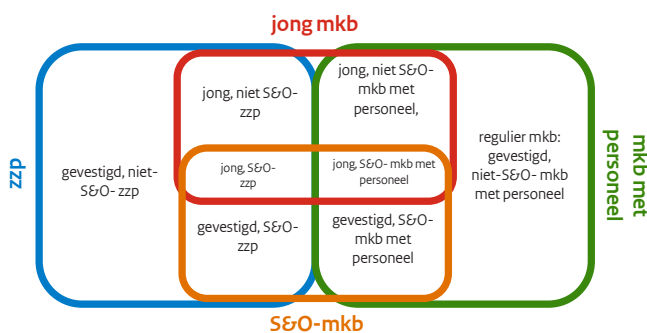 jong mkb
zzp
gevestigd, niet-
S&O- zzp
jong, niet S&O-
zzp
jong, niet S&O-
mkb met
personeel,
jong, S&O-
zzp
jong, S&O- mkb met
personeel
gevestigd, S&O-
zzp
gevestigd, S&O-
mkb met
personeel
regulier mkb:
gevestigd,
niet-S&O- mkb
met personeel
mkb met
personeel
S&O-mkb